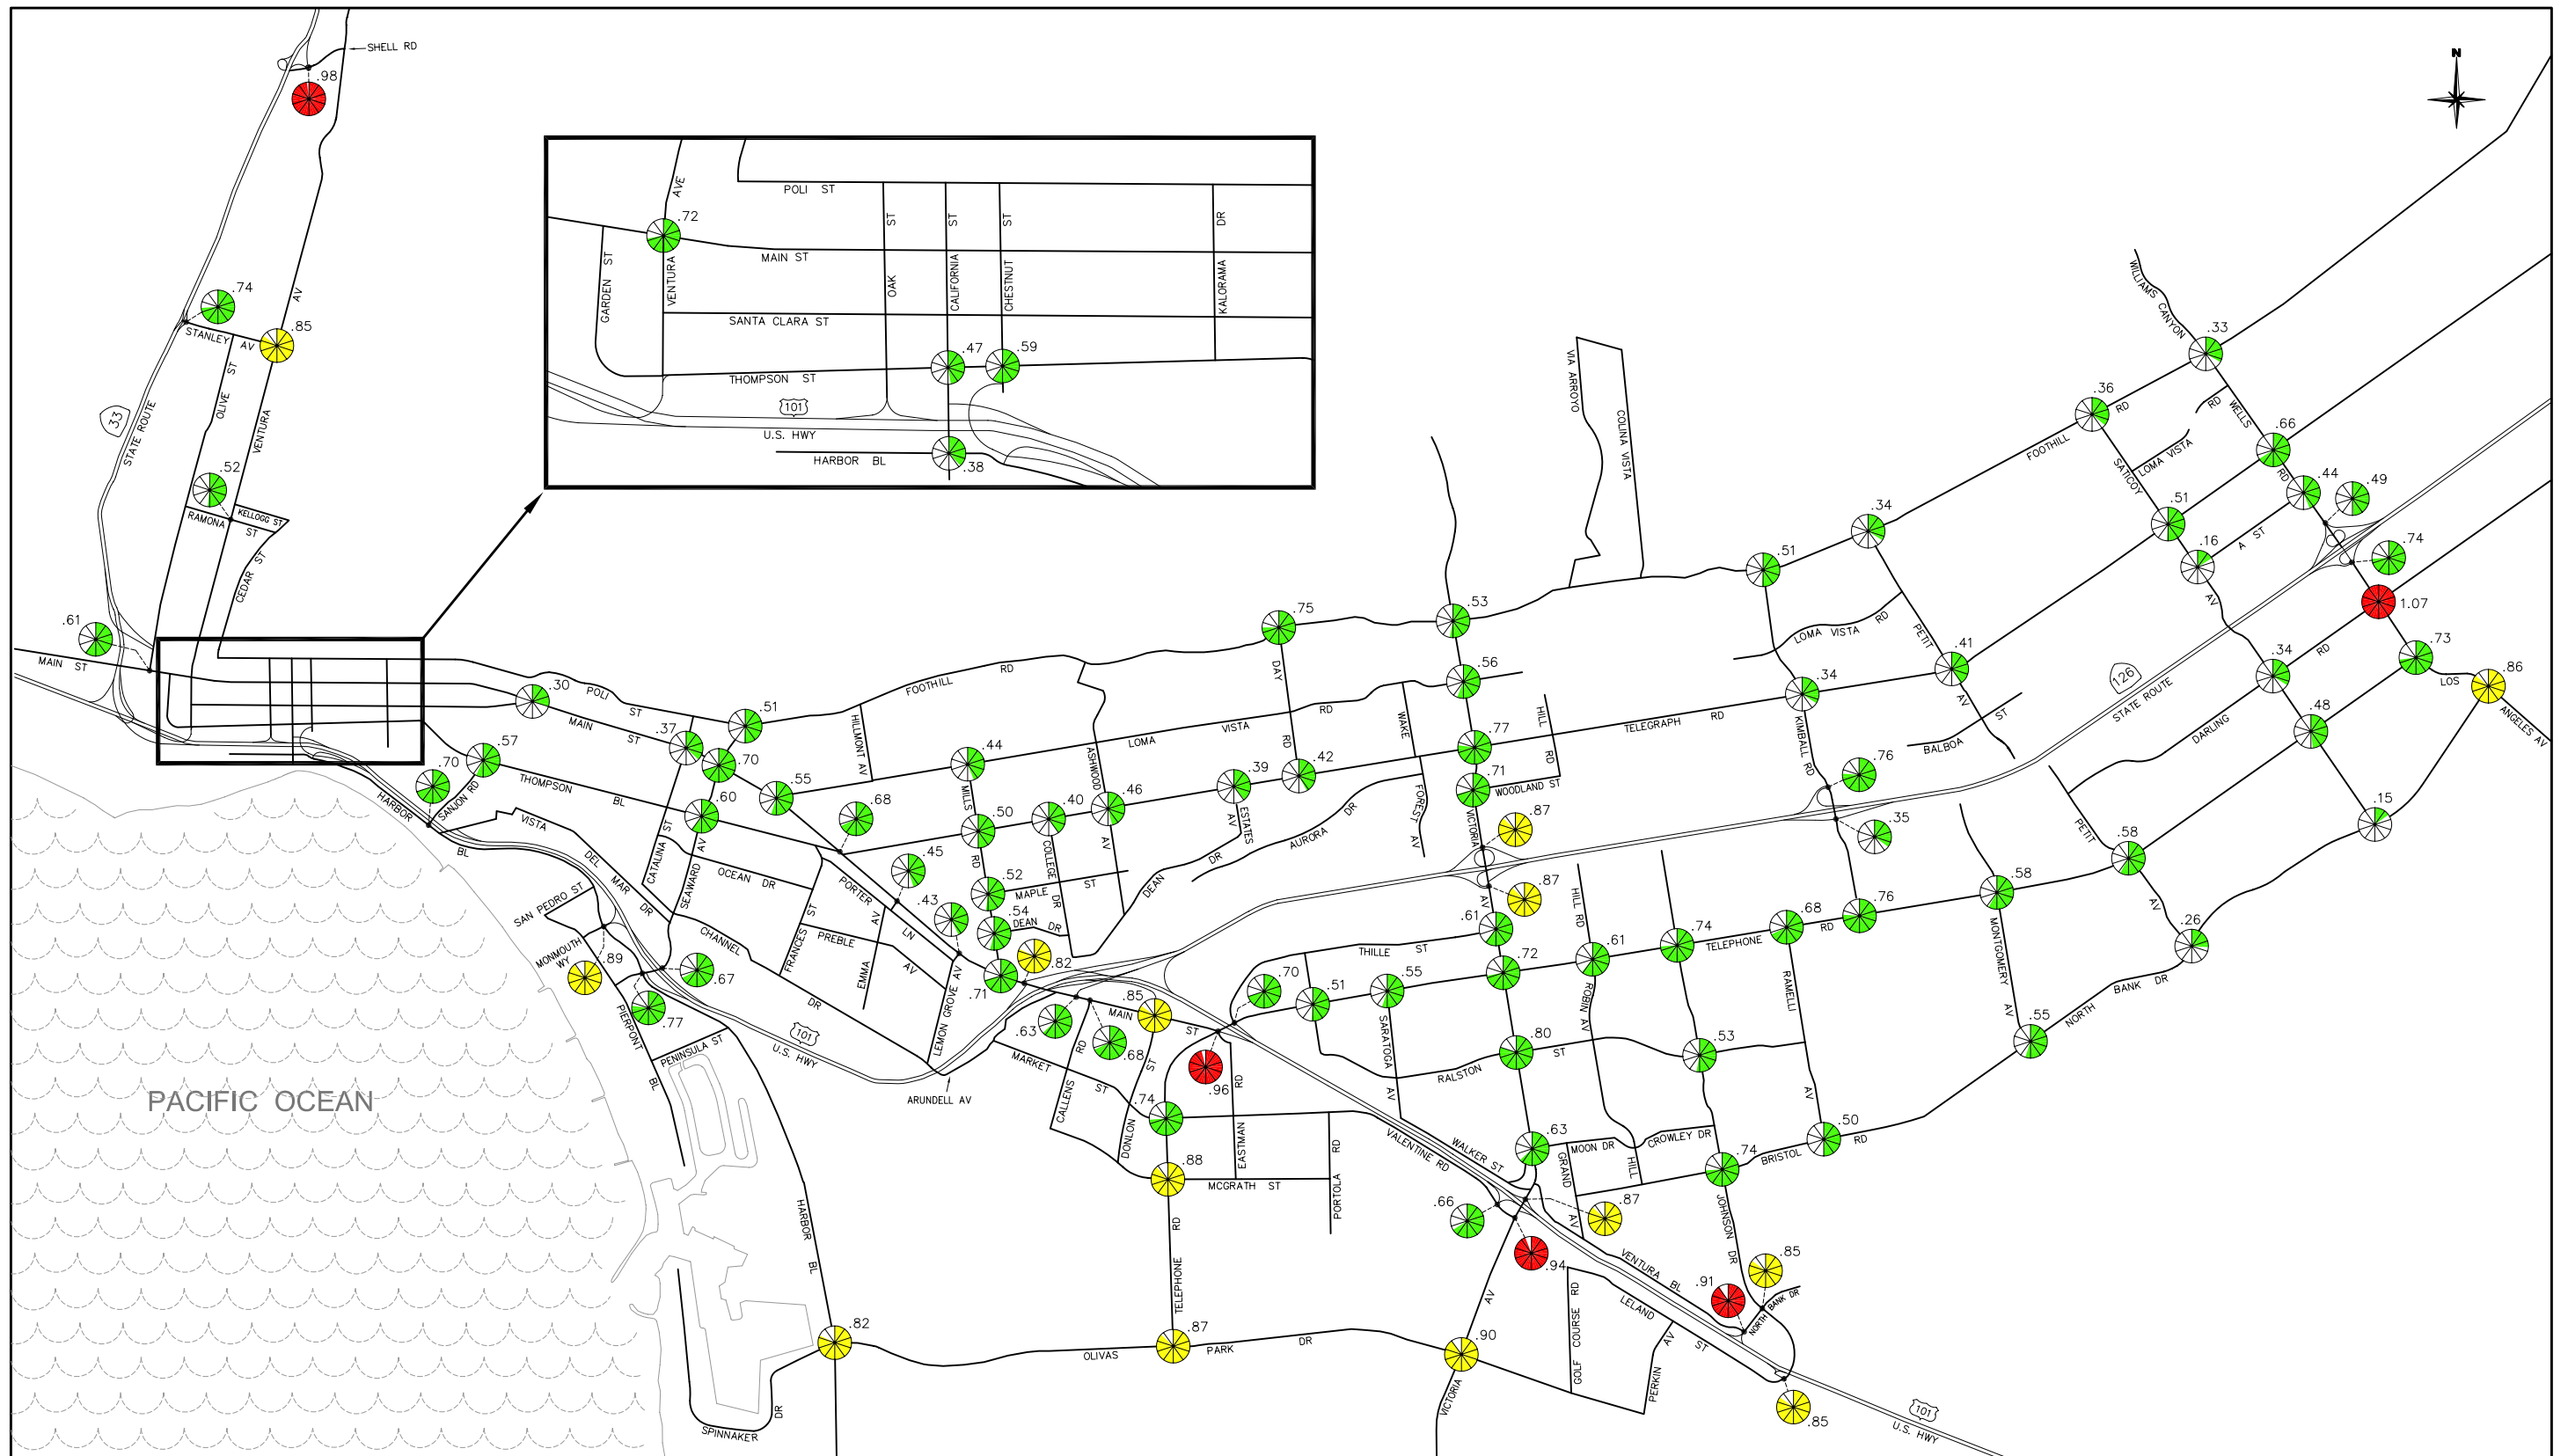 SHELL RD
.98
N
AVE
POLI ST
.72
MAIN ST
GARDEN ST
VENTURA
OAK ST
CALIFORNIA ST
CHESTNUT ST
KALORAMA DR
SANTA CLARA ST
.47
.59
THOMPSON ST
101
U.S. HWY
HARBOR BL
.38
.74
STANLEY AV
.85
OLIVE ST
VENTURA AV
33
STATE ROUTE
.52
RAMONA ST
KELLOGG ST
CEDAR ST
.61
MAIN ST
WILLIAMS CANYON
.33
.36
FOOTHILL RD
WELLS RD
LOMA VISTA RD
SATICOY AV
.66
.44
.49
.51
.16
A ST
.74
1.07
.73
.86
LOS ANGELES AV
VIA ARROYO
COLINA VISTA
.34
.51
.53
.75
.56
LOMA VISTA RD
PETIT AV
.41
.34
126
STATE ROUTE
.34
DARLING RD
.48
.15
BALBOA ST
TELEGRAPH RD
KIMBALL RD
.76
.35
HILL RD
.77
.71
WOODLAND ST
VICTORIA AV
WAKE FOREST AV
DAY RD
.42
.39
ESTATES AV
AURORA DR
DEAN DR
LOMA VISTA RD
ASHWOOD AV
.46
.40
COLLEGE DR
.50
.44
MILLS RD
FOOTHILL RD
HILLMONT AV
.30
POLI ST
MAIN ST
.51
.37
.70
.55
.57
.70
SANJON RD
THOMPSON BL
.60
.68
HARBOR BL
VISTA DEL MAR DR
CATALINA ST
SEAWARD AV
OCEAN DR
PORTER LN
.45
.43
.52
MAPLE ST
.54
DEAN DR
.82
.71
SAN PEDRO ST
MONMOUTH WY
.89
.67
.77
CHANNEL DR
FRANCES ST
PREBLE AV
EMMA AV
LEMON GROVE AV
PIERPONT BL
PENINSULA ST
101
U.S. HWY
ARUNDELL AV
.63
.68
.85
MAIN ST
MARKET ST
CALLENS RD
DONLON ST
.74
.96
.70
EASTMAN RD
.88
MCGRATH ST
PORTOLA RD
TELEPHONE RD
.87
.87
.61
THILLE ST
.51
.55
SARATOGA AV
.72
HILL RD
.61
ROBIN AV
.74
TELEPHONE RD
.68
.76
.58
.58
PETIT AV
.26
MONTGOMERY AV
.55
NORTH BANK DR
RAMELLI AV
.80
RALSTON ST
.53
.50
BRISTOL RD
.74
.63
MOON DR
CROWLEY DR
GRAND AV
HILL
WALKER ST
VALENTINE RD
.66
.87
.94
JOHNSON DR
.85
.91
NORTH BANK DR
VENTURA BL
LELAND ST
GOLF COURSE RD
PERKIN AV
.85
101
U.S. HWY
.90
VICTORIA AV
OLIVAS PARK DR
.87
.82
HARBOR BL
SPINNAKER DR
PACIFIC OCEAN